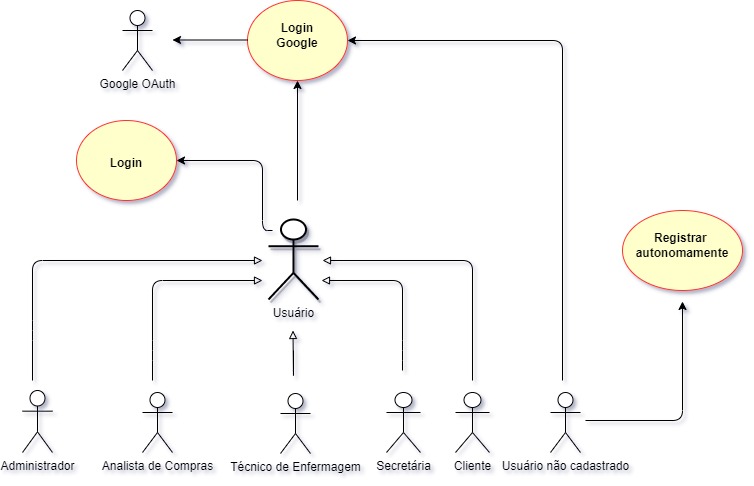 Login
Google
Google OAuth
Login
Registrar
autonomamente
Usuário
Administrador
Analista de Compras
Técnico de Enfermagem
Secretária
Cliente
Usuário não cadastrado